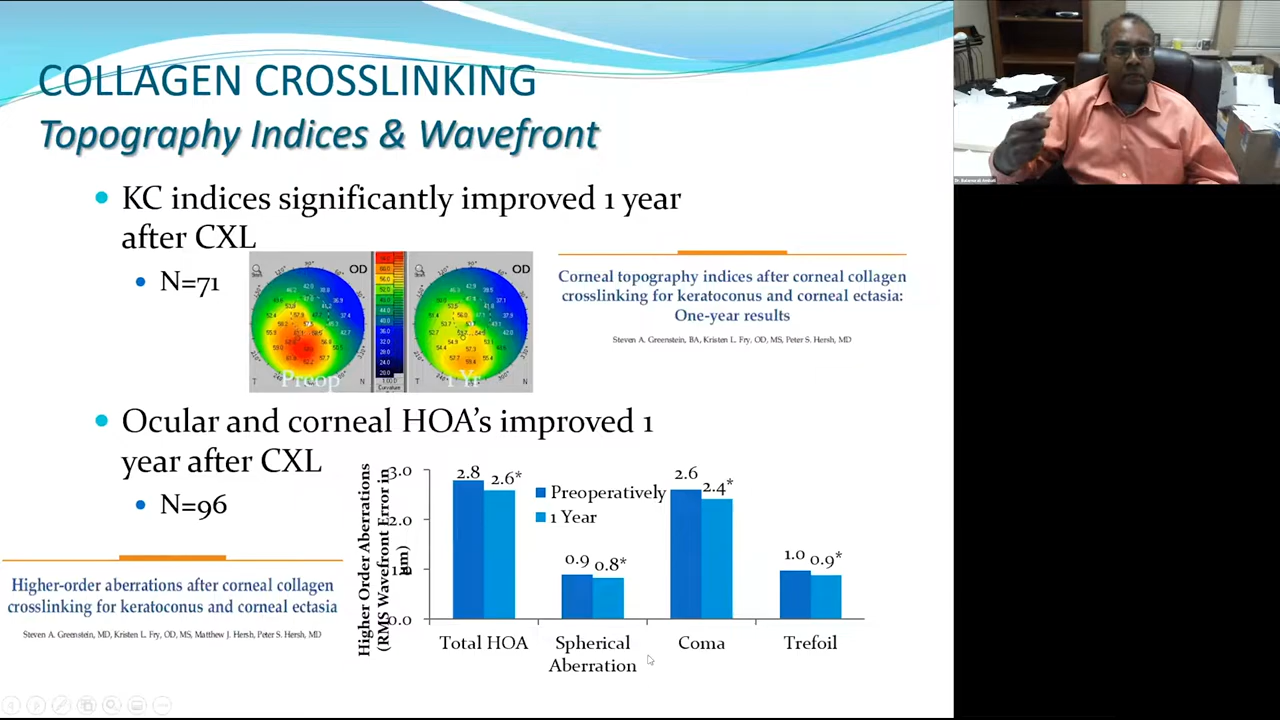 COLLAGEN CROSSLINKING
Topography Indices & Wavefront
• KC indices significantly improved 1 year
after CXL
• N=71
OD
OD
Preop
1 Yr
T
N
T
N
Curvature
Corneal topography indices after corneal collagen
crosslinking for keratoconus and corneal ectasia:
One-year results
Steven A. Greenstein, BA, Kristen L. Fry, OD, MS, Peter S. Hersh, MD
• Ocular and corneal HOA's improved 1
year after CXL
• N=96
Higher-order aberrations after corneal collagen
crosslinking for keratoconus and corneal ectasia
Steven A. Greenstein, MD, Kristen L. Fry, OD, MS, Matthew J. Hersh, Peter S. Hersh, MD
Higher Order Aberrations
(RMS Wavefront Error in
µm)
3.0
2.0
1.0
0.0
2.8
2.6*
0.9
0.8*
2.6
2.4*
1.0
0.9*
Preoperatively
1 Year
Total HOA
Spherical
Aberration
Coma
Trefoil